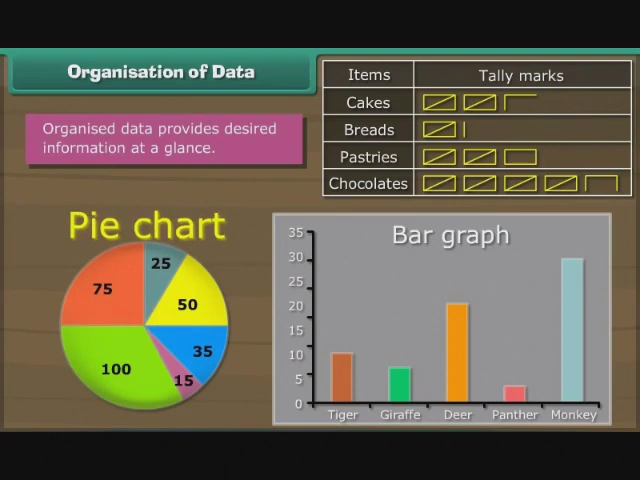 Organisation of Data
Organised data provides desired
information at a glance.
Items Tally marks
Cakes
Breads
Pastries
Chocolates
Pie chart
25
75
50
35
100
15
Bar graph
35
30
25
20
15
10
5
0
Tiger Giraffe Deer Panther Monkey